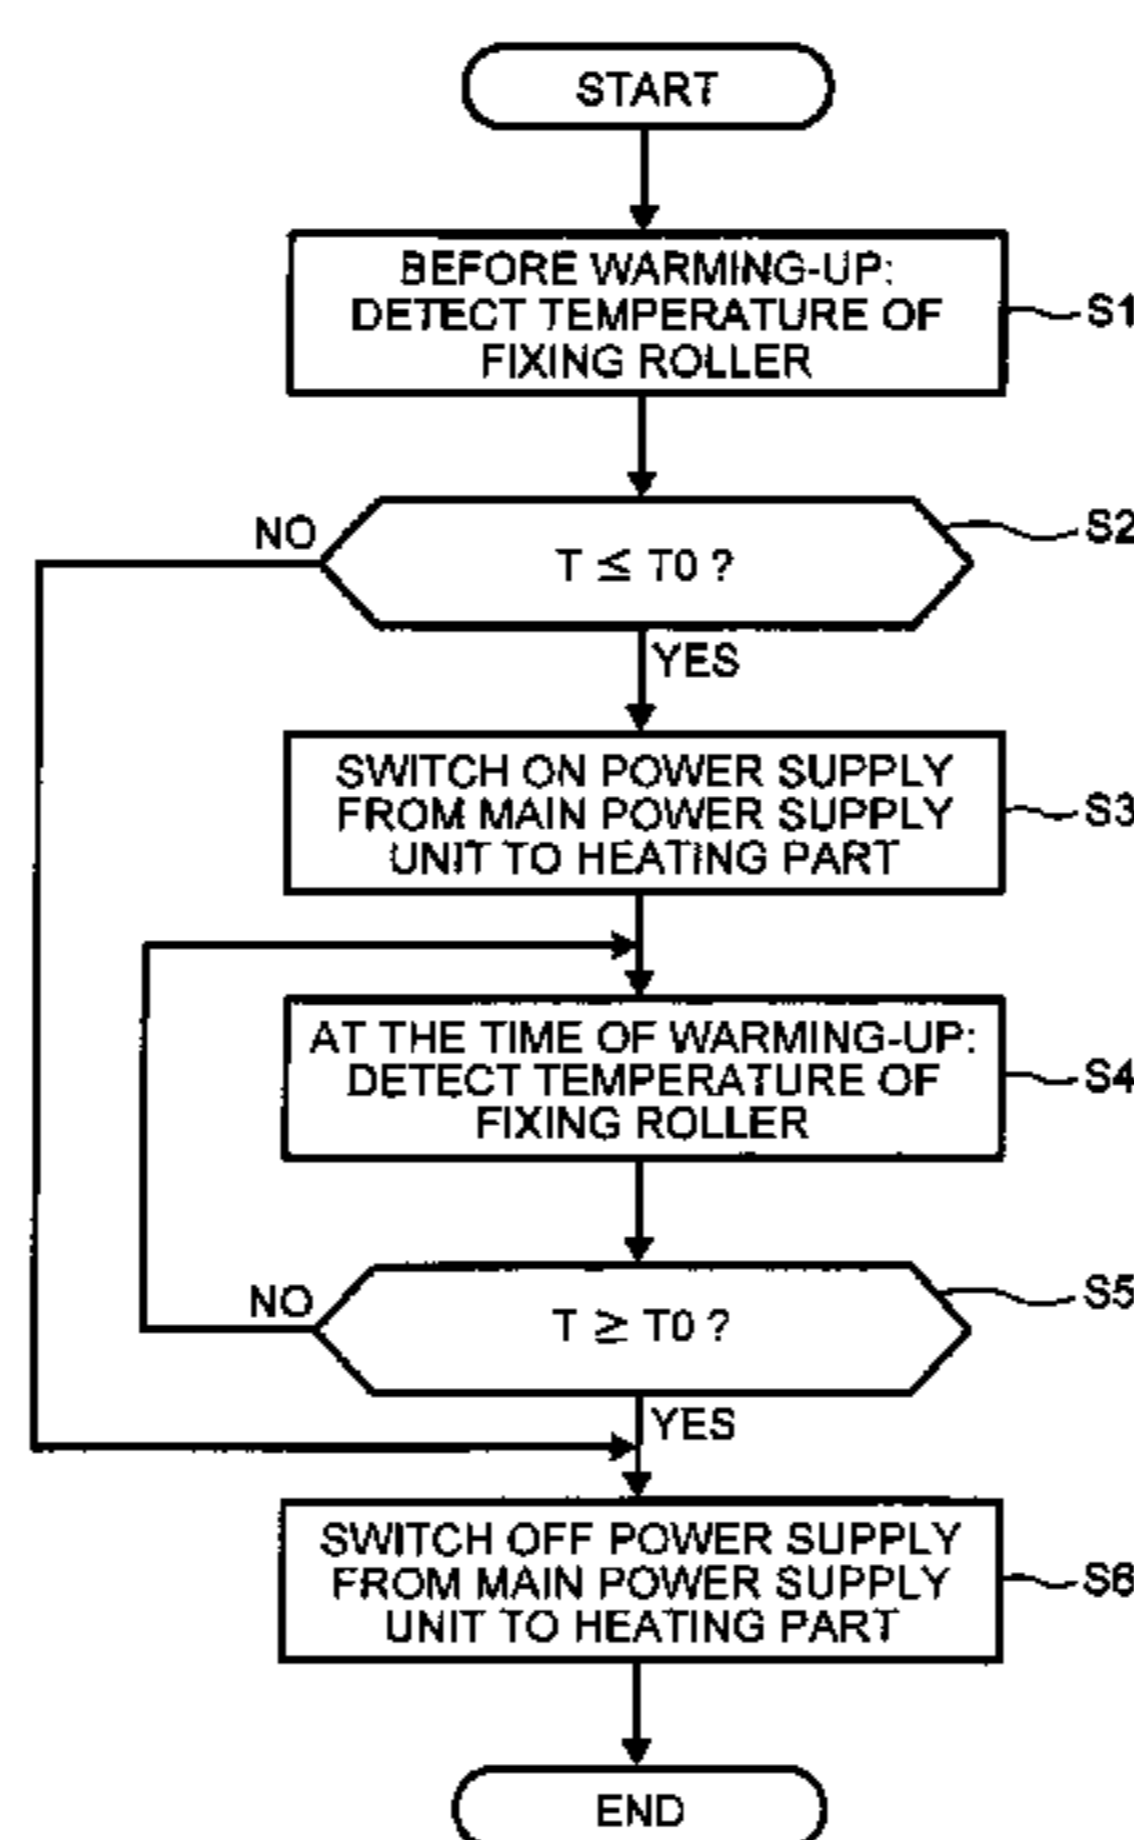 START
BEFORE WARMING-UP:
DETECT TEMPERATURE OF
FIXING ROLLER
S1
NO
T ≤ T0 ?
S2
YES
SWITCH ON POWER SUPPLY
FROM MAIN POWER SUPPLY
UNIT TO HEATING PART
S3
AT THE TIME OF WARMING-UP:
DETECT TEMPERATURE OF
FIXING ROLLER
S4
NO
T ≥ T0 ?
S5
YES
SWITCH OFF POWER SUPPLY
FROM MAIN POWER SUPPLY
UNIT TO HEATING PART
S6
END